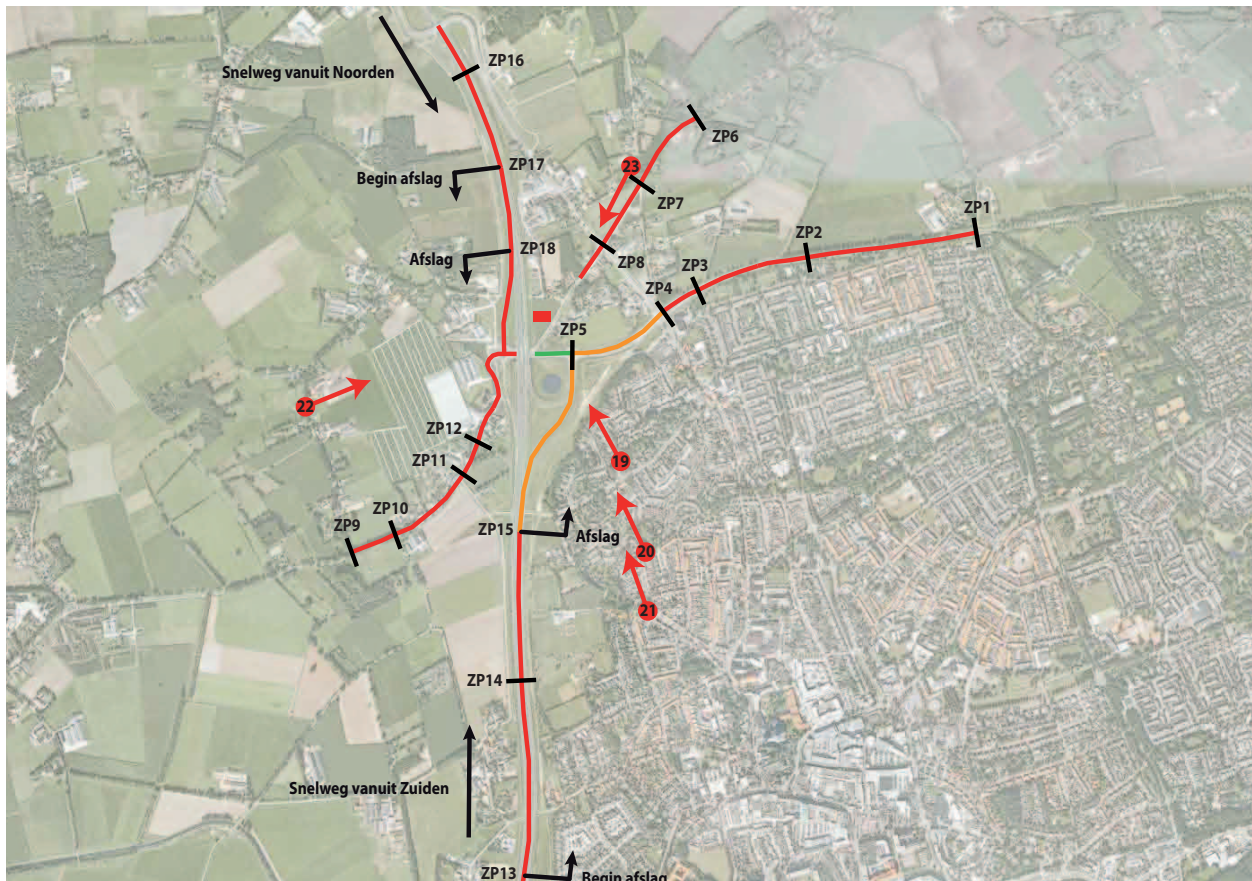 ZP16
Snelweg vanuit Noorden
ZP6
ZP17
23
Begin afslag
ZP7
ZP1
ZP2
ZP18
Afslag
ZP8
ZP3
ZP4
ZP5
22
ZP12
ZP11
19
ZP10
ZP9
ZP15
Afslag
20
21
ZP14
Snelweg vanuit Zuiden
ZP13
Begin afslag